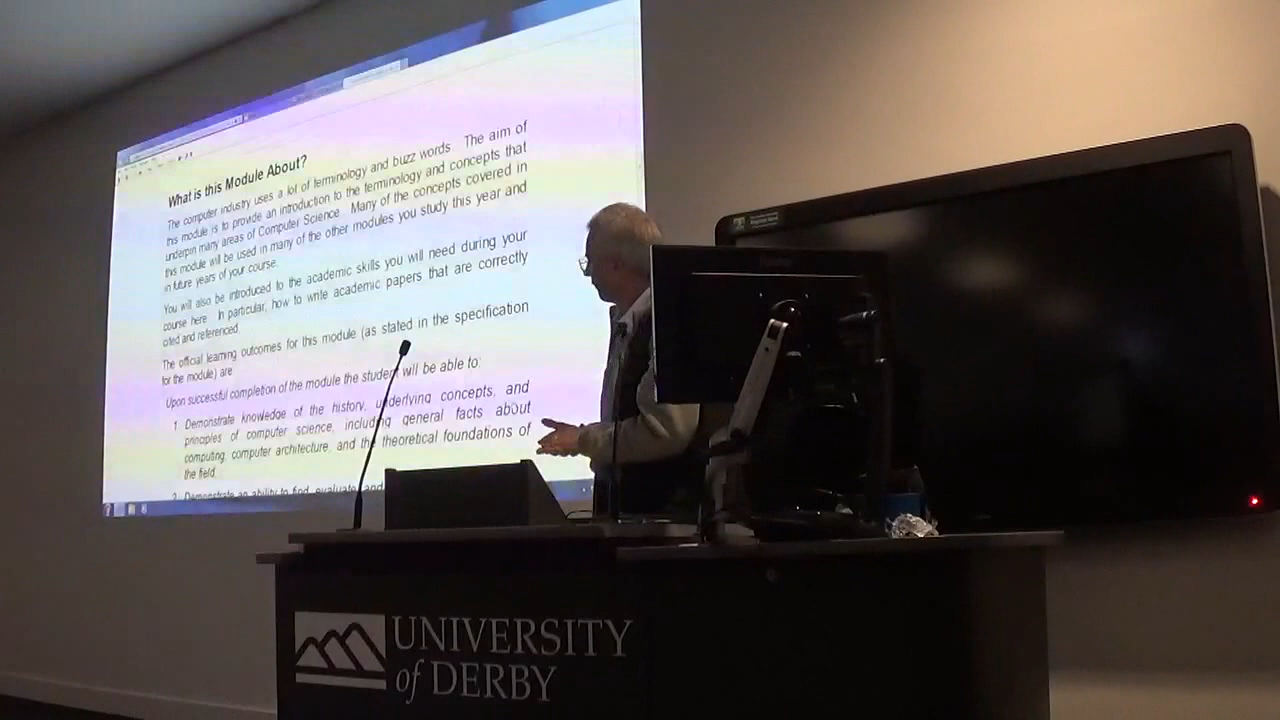 What is this Module About?
The computer industry uses a lot of terminology and buzz words. The aim of
this module is to provide an introduction to the terminology and concepts that
underpin many areas of Computer Science. Many of the concepts covered in
this module will be used in many of the other modules you study this year and
in future years of your course.
You will also be introduced to the academic skills you will need during your
course here. In particular, how to write academic papers that are correctly
cited and referenced.
The official learning outcomes for this module (as stated in the specification
for the module) are
Upon successful completion of the module the student will be able to:
1 Demonstrate knowledge of the history, underlying concepts, and
principles of computer science, including general facts about
computing, computer architecture, and the theoretical foundations of
the field.
2 Demonstrate an ability to find, evaluate and
UNIVERSITY
of DERBY